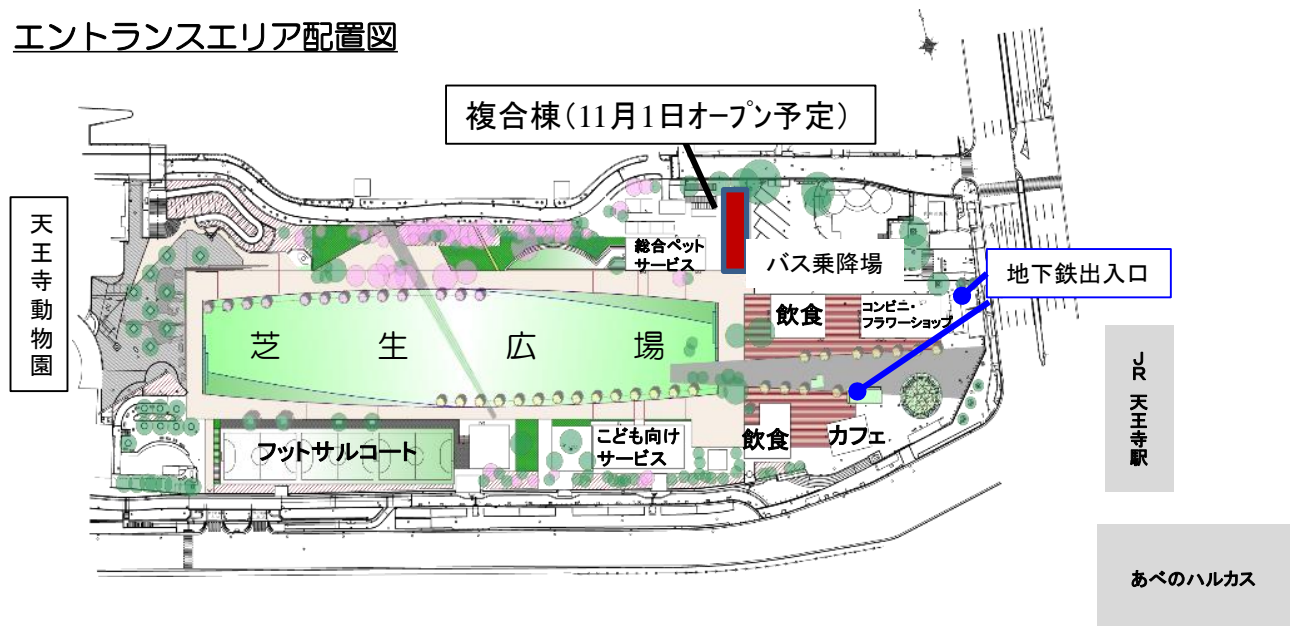 エントランスエリア配置図
複合棟（11月1日オープン予定）
天王寺動物園
総合ペット
サービス
バス乗降場
地下鉄出入口
飲食
コンビニ・
フラワーショップ
芝生広場
JR 天王寺駅
フットサルコート
こども向け
サービス
飲食
カフェ
あべのハルカス